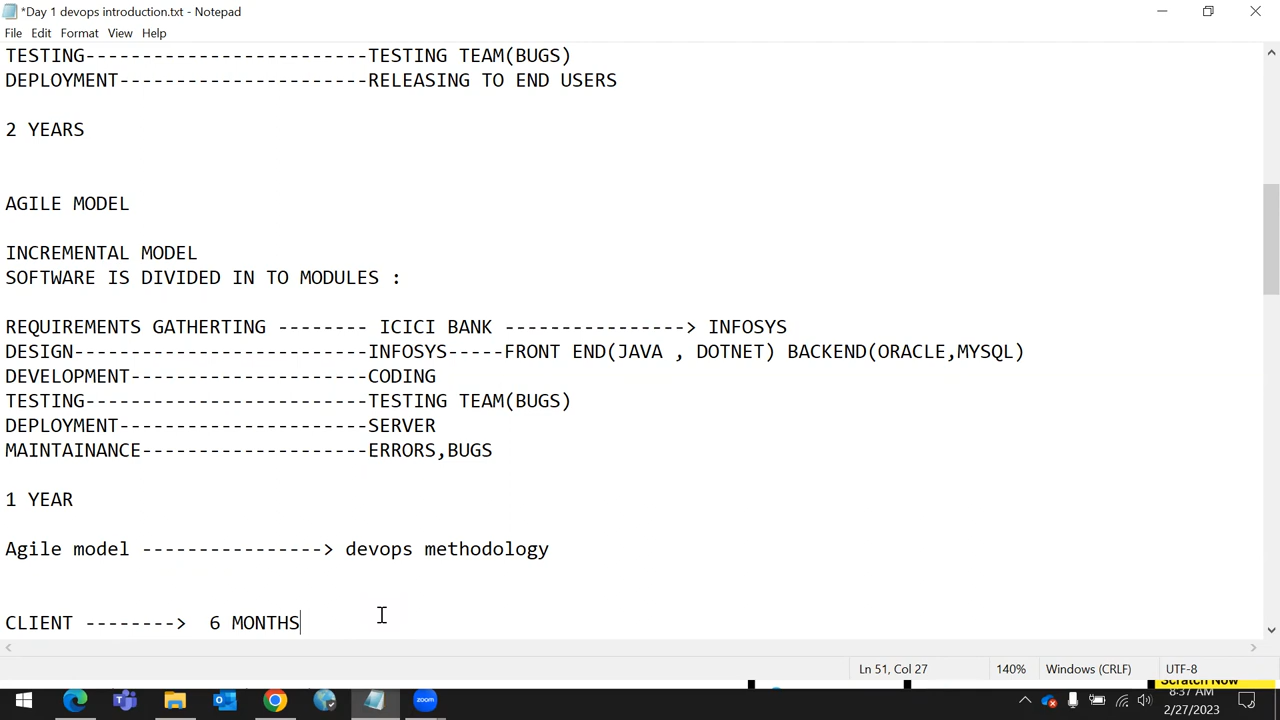 *Day 1 devops introduction.txt - Notepad
File Edit Format View Help
TESTING-------------------------TESTING TEAM(BUGS)
DEPLOYMENT----------------------RELEASING TO END USERS
2 YEARS
AGILE MODEL
INCREMENTAL MODEL
SOFTWARE IS DIVIDED IN TO MODULES :
REQUIREMENTS GATHERTING -------- ICICI BANK ----------------> INFOSYS
DESIGN--------------------------INFOSYS-----FRONT END(JAVA , DOTNET) BACKEND(ORACLE,MYSQL)
DEVELOPMENT---------------------CODING
TESTING-------------------------TESTING TEAM(BUGS)
DEPLOYMENT----------------------SERVER
MAINTAINANCE--------------------ERRORS,BUGS
1 YEAR
Agile model ----------------> devops methodology
CLIENT --------> 6 MONTHS
Ln 51, Col 27 140% Windows (CRLF) UTF-8
Scratch Now
zoom
8:37 AM
2/27/2023